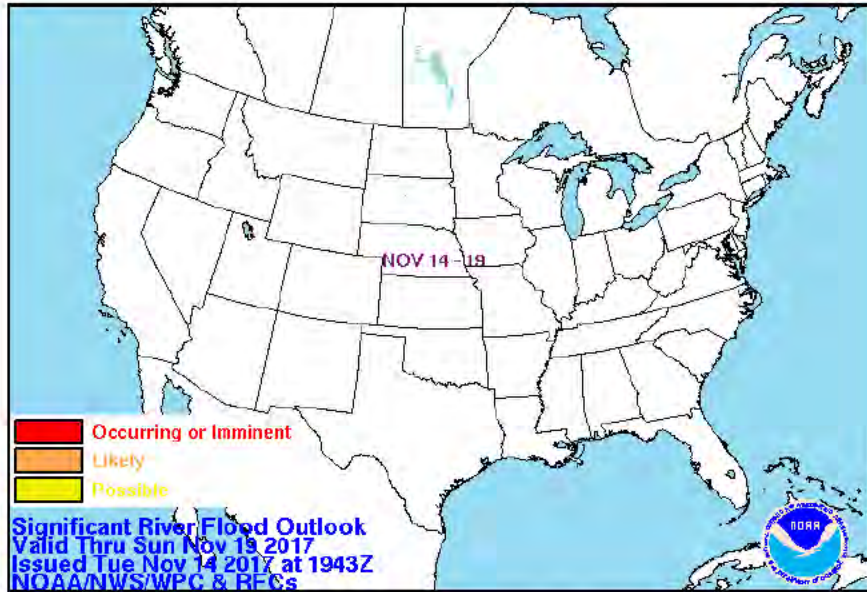 NOV 14 - 19
Occurring or Imminent
Likely
Possible
Significant River Flood Outlook
Valid Thru Sun Nov 19 2017
Issued Tue Nov 14 2017 at 1943Z
NOAA/NWS/WPC & RFCs
NOAA